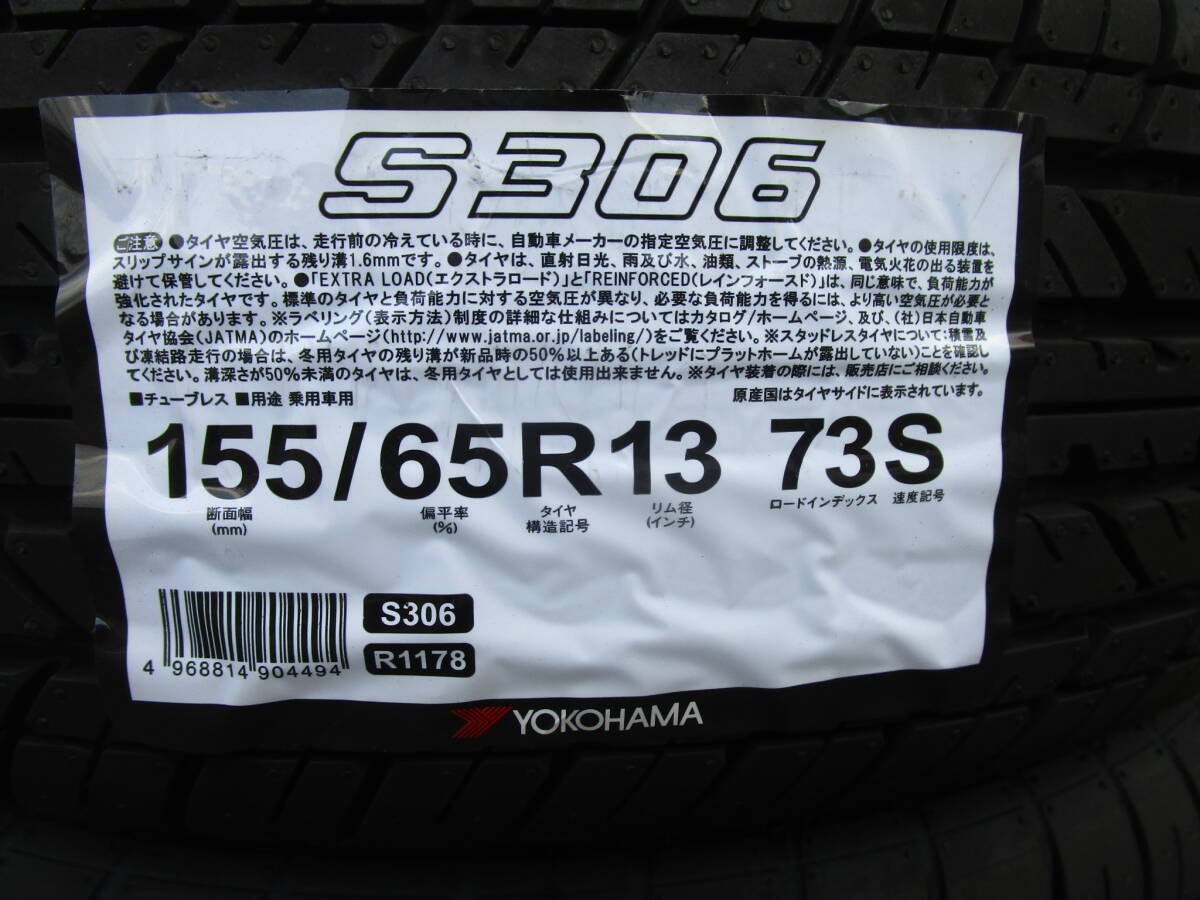 S306
ご注意 ●タイヤ空気圧は、走行前の冷えている時に、自動車メーカーの指定空気圧に調整してください。●タイヤの使用限度は、
スリップサインが露出する残り溝1.6mmです。●タイヤは、直射日光、雨及び水、油類、ストーブの熱源、電気火花の出る装置を
避けて保管してください。●「EXTRA LOAD(エクストラロード)」と「REINFORCED(レインフォースド)」は、同じ意味で、負荷能力が
強化されたタイヤです。標準のタイヤと負荷能力に対する空気圧が異なり、必要な負荷能力を得るには、より高い空気圧が必要と
なる場合があります。※ラベリング(表示方法)制度の詳細な仕組みについてはカタログ/ホームページ、及び、(社)日本自動車
タイヤ協会(JATMA)のホームページ(http://www.jatma.or.jp/labeling/)をご覧ください。※スタッドレスタイヤについて:積雪及
び凍結路走行の場合は、冬用タイヤの残り溝が新品時の50%以上ある(トレッドにプラットホームが露出していない)ことを確認し
てください。溝深さが50%未満のタイヤは、冬用タイヤとしては使用出来ません。※タイヤ装着の際には、販売店にご相談ください。
■チューブレス ■用途 乗用車用 原産国はタイヤサイドに表示されています。
155/65R13 73S
断面幅 偏平率 タイヤ リム径 ロードインデックス 速度記号
(mm) (%) 構造記号 (インチ)
S306
R1178
4 968814 904494
YOKOHAMA